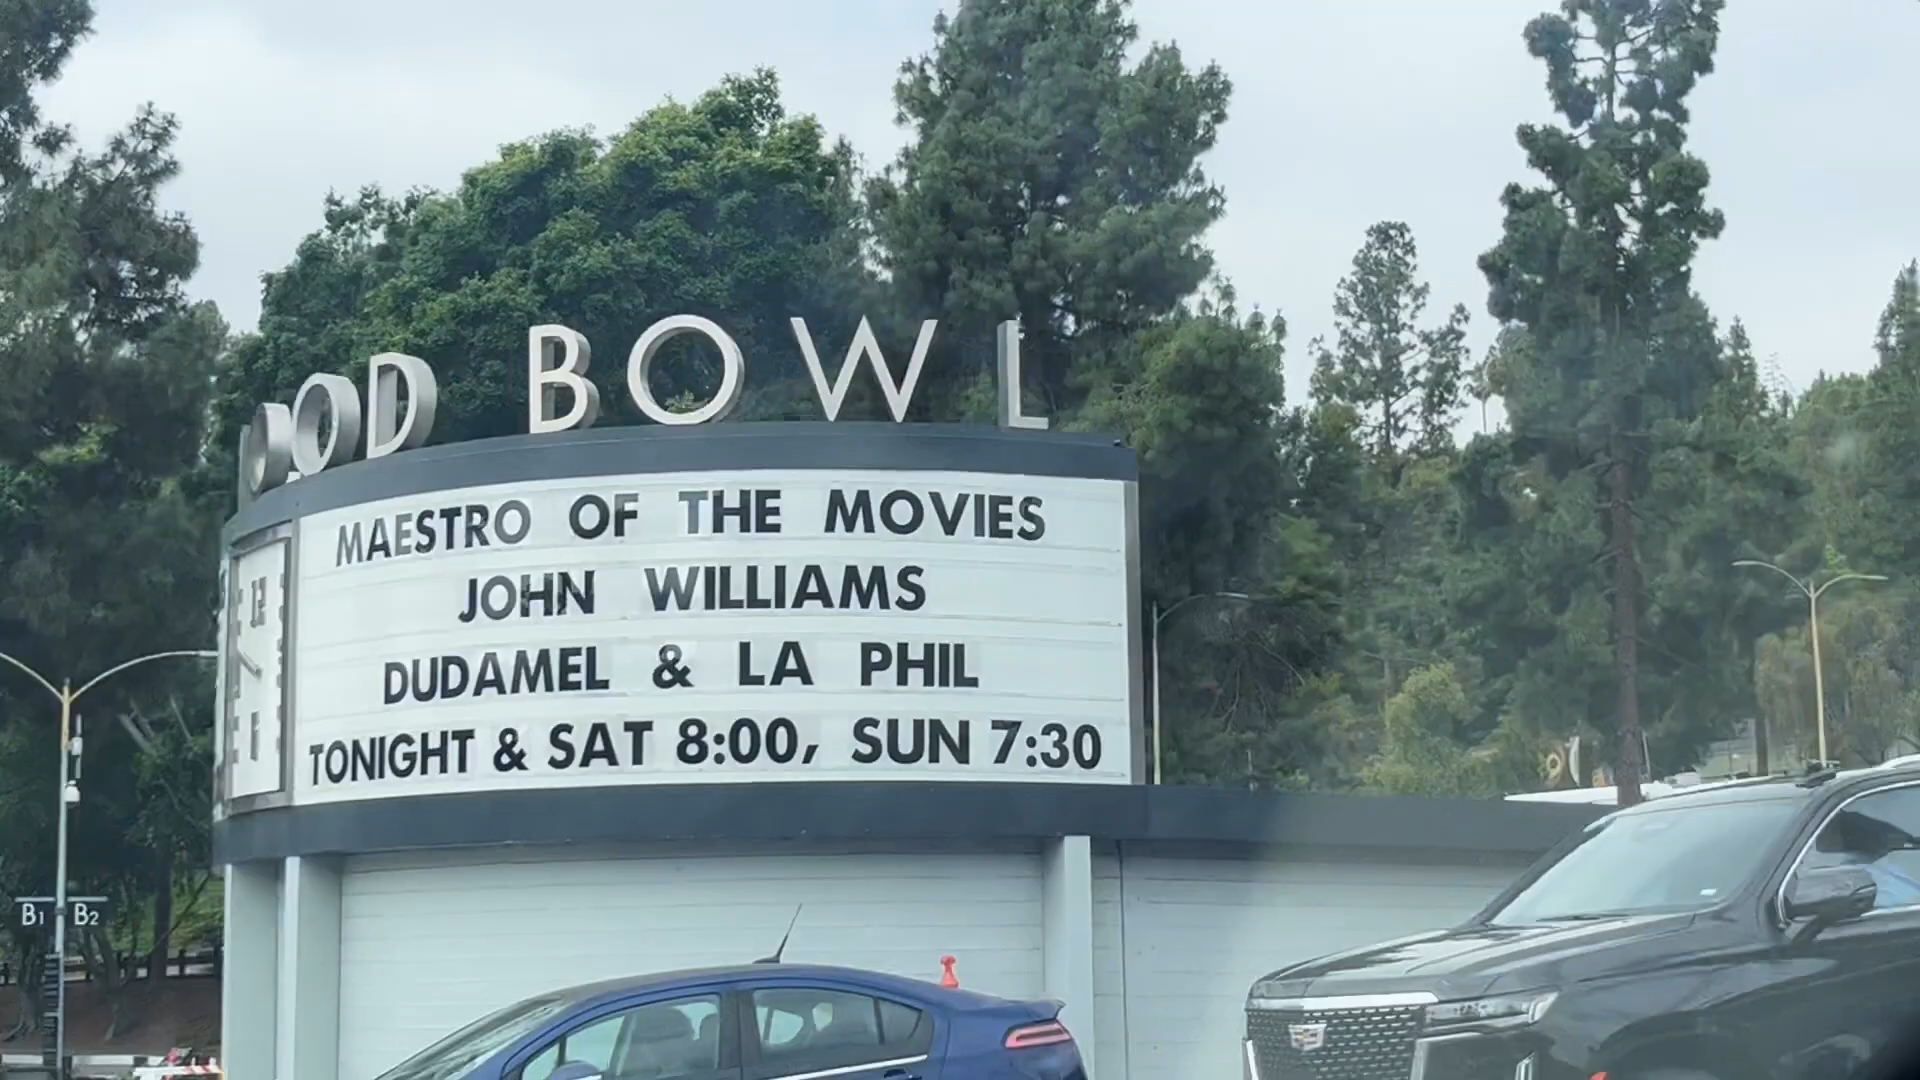 OOD BOWL
MAESTRO OF THE MOVIES
JOHN WILLIAMS
DUDAMEL & LA PHIL
TONIGHT & SAT 8:00, SUN 7:30
B1 B2